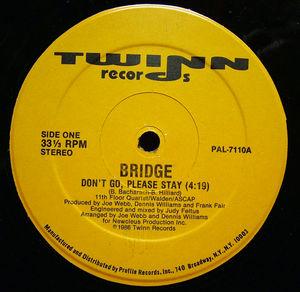 TWINN
records
SIDE ONE
33⅓ RPM
STEREO
PAL-7110A
BRIDGE
DON'T GO, PLEASE STAY (4:19)
(B. Bacharach-B. Hilliard)
11th Floor Quartet/Walden/ASCAP
Produced by Joe Webb, Dennis Williams and Frank Fair
Engineered and mixed by Judy Feltus
Arranged by Joe Webb and Dennis Williams
for Newcleus Production Inc.
℗ 1986 Twinn Records
Manufactured and Distributed by Profile Records, Inc., 740 Broadway, N.Y., N.Y. 10003